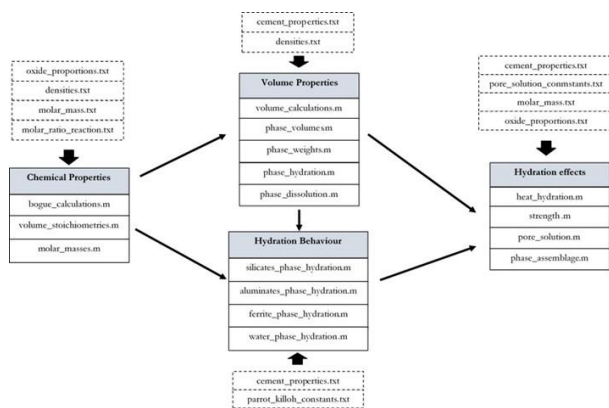 cement_properties.txt
densities.txt
oxide_proportions.txt
densities.txt
molar_mass.txt
molar_ratio_reaction.txt
cement_properties.txt
pore_solution_conmstants.txt
molar_mass.txt
oxide_proportions.txt
Volume Properties
volume_calculations.m
phase_volumesm
phase_weights.m
phase_hydration.m
phase_dissolution.m
Chemical Properties
bogue_calculations.m
volume_stoichiometries.m
molar_masses.m
Hydration effects
heat_hydration.m
strength.m
pore_solution.m
phase_assemblage.m
Hydration Behaviour
silicates_phase_hydration.m
aluminates_phase_hydration.m
ferrite_phase_hydration.m
water_phase_hydration.m
cement_properties.txt
parrot_killoh_constants.txt